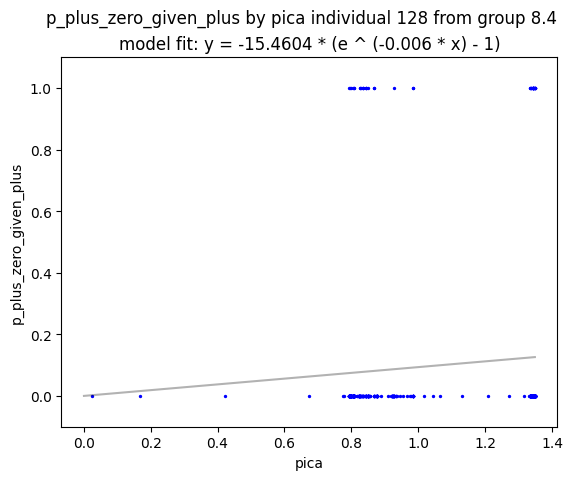 p_plus_zero_given_plus by pica individual 128 from group 8.4
model fit: y = -15.4604 * (e ^ (-0.006 * x) - 1)
1.0
0.8
0.6
0.4
0.2
0.0
p_plus_zero_given_plus
0.0 0.2 0.4 0.6 0.8 1.0 1.2 1.4
pica